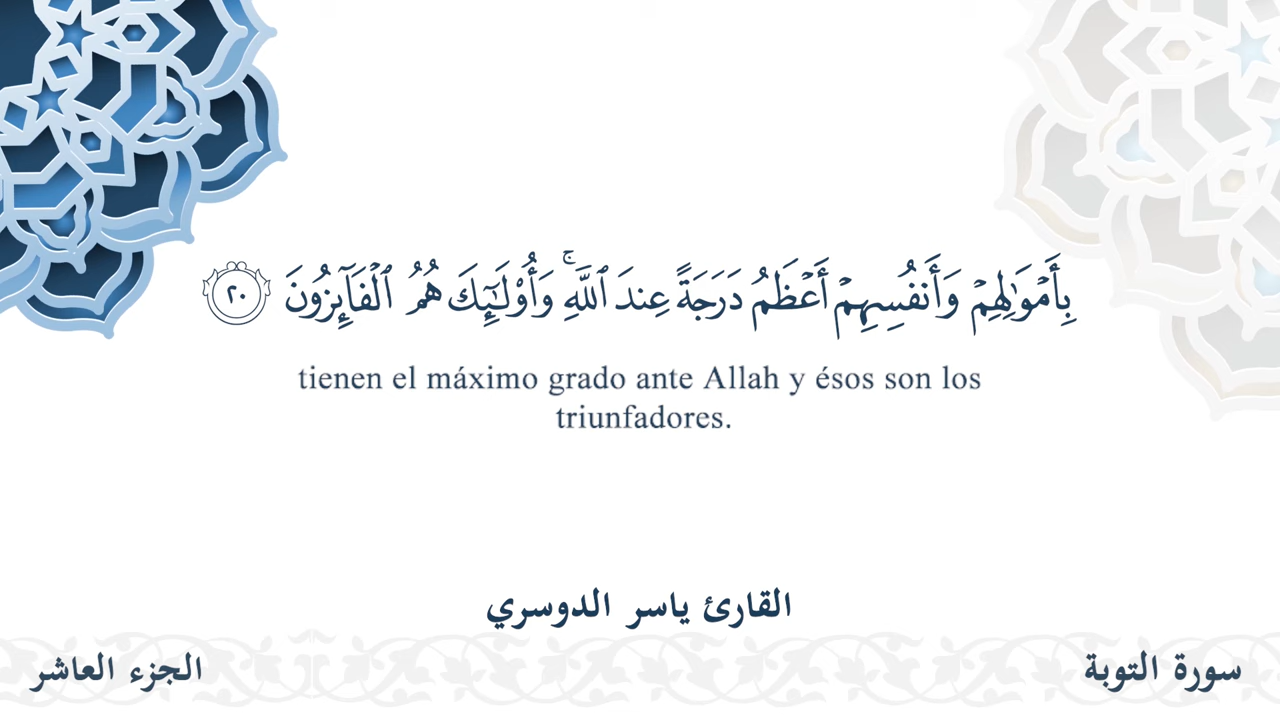 بِأَمۡوَٰلِهِمۡ وَأَنفُسِهِمۡ أَعۡظَمُ دَرَجَةً عِندَ ٱللَّهِۚ وَأُوْلَٰٓئِكَ هُمُ ٱلۡفَآئِزُونَ ٢٠
tienen el máximo grado ante Allah y ésos son los
triunfadores.
القارئ ياسر الدوسري
سورة التوبة
الجزء العاشر